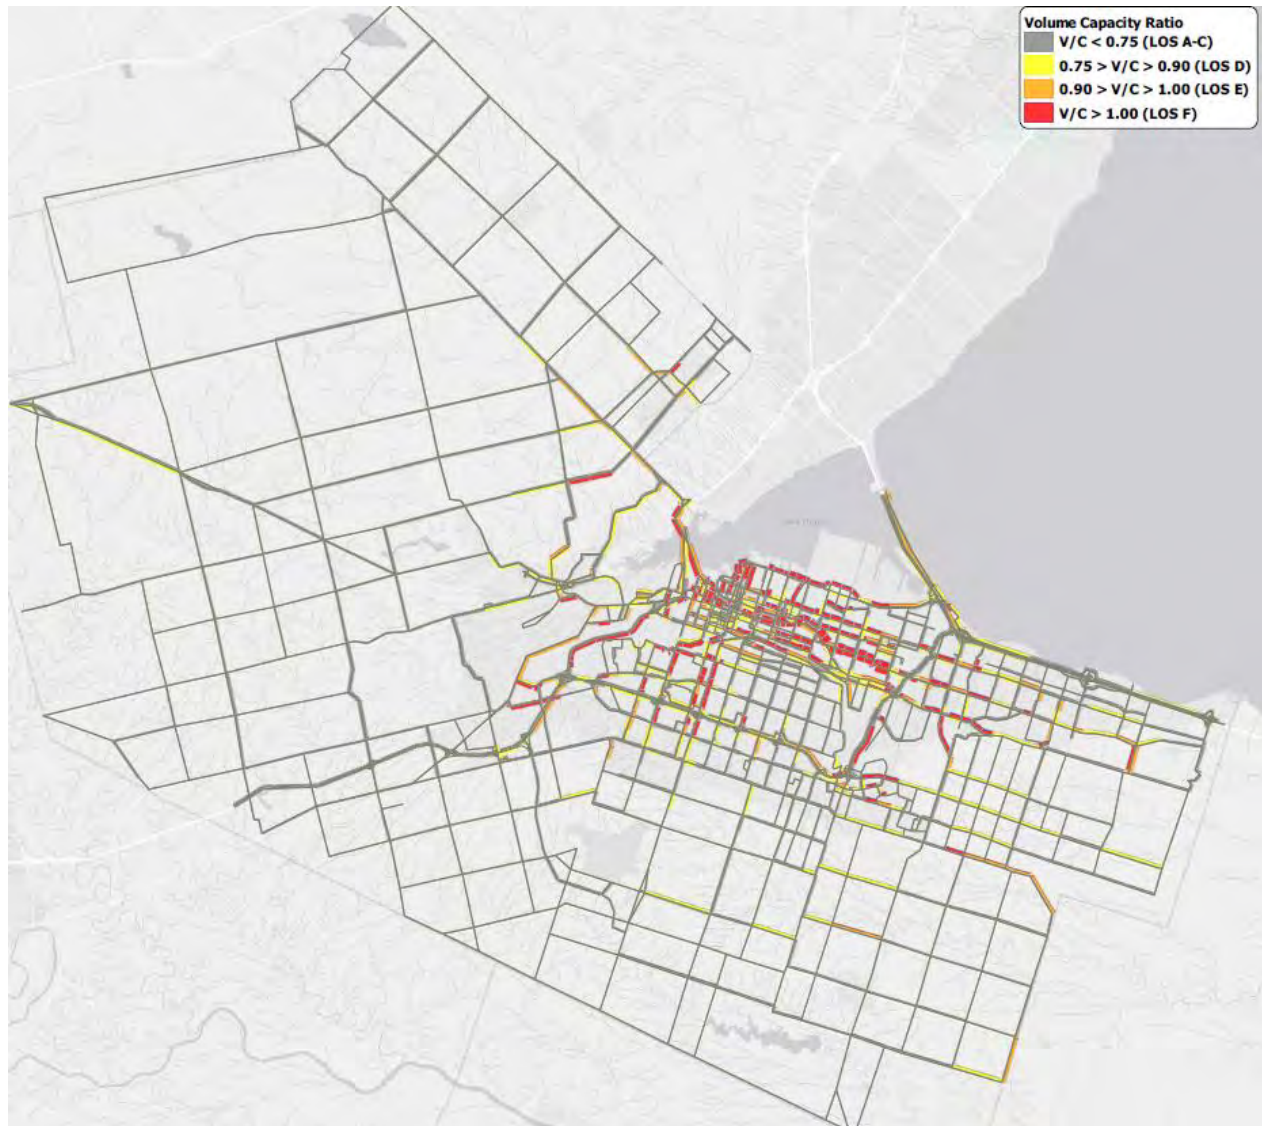 Volume Capacity Ratio
V/C < 0.75 (LOS A-C)
0.75 > V/C > 0.90 (LOS D)
0.90 > V/C > 1.00 (LOS E)
V/C > 1.00 (LOS F)